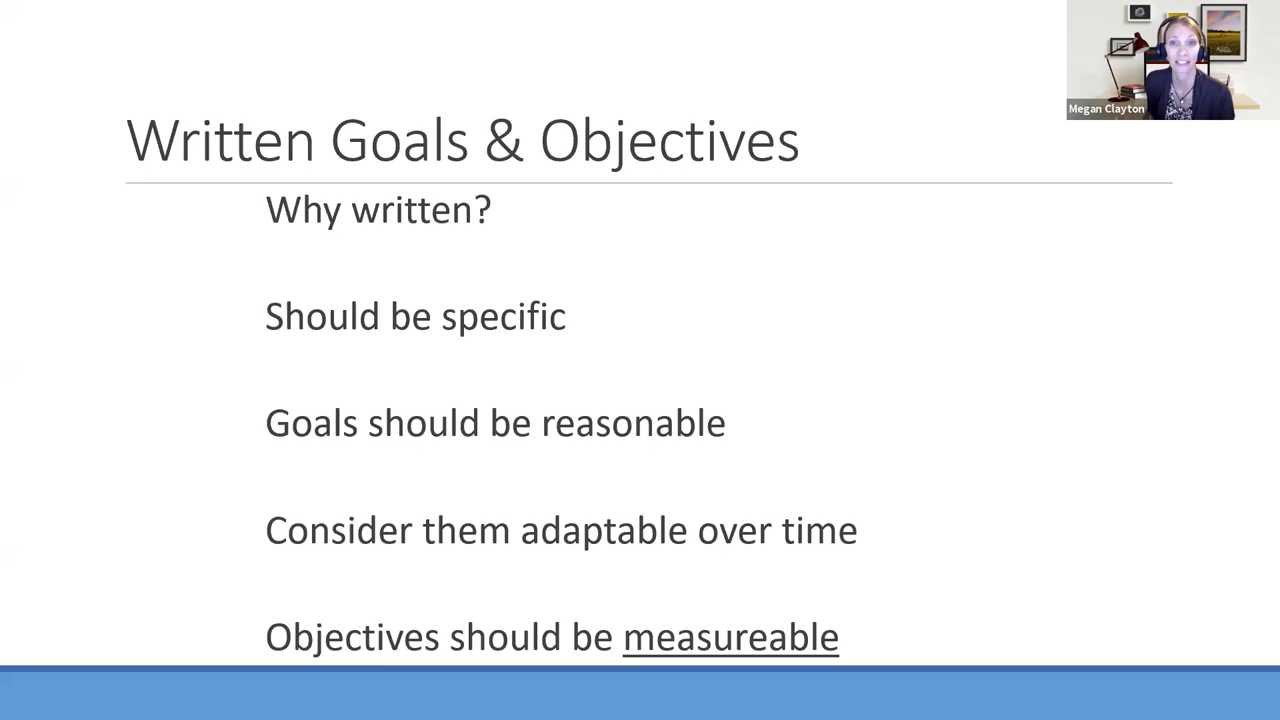 Megan Clayton
Written Goals & Objectives
Why written?
Should be specific
Goals should be reasonable
Consider them adaptable over time
Objectives should be measureable